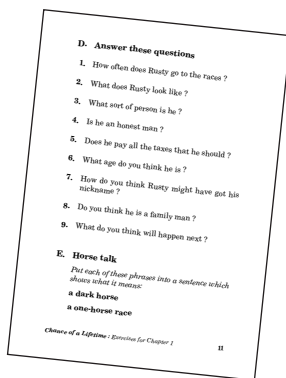 D. Answer these questions
1. How often does Rusty go to the races ?
2. What does Rusty look like ?
3. What sort of person is he ?
4. Is he an honest man ?
5. Does he pay all the taxes that he should ?
6. What age do you think he is ?
7. How do you think Rusty might have got his
nickname ?
8. Do you think he is a family man ?
9. What do you think will happen next ?
E. Horse talk
Put each of these phrases into a sentence which
shows what it means:
a dark horse
a one-horse race
Chance of a Lifetime : Exercises for Chapter 1
11